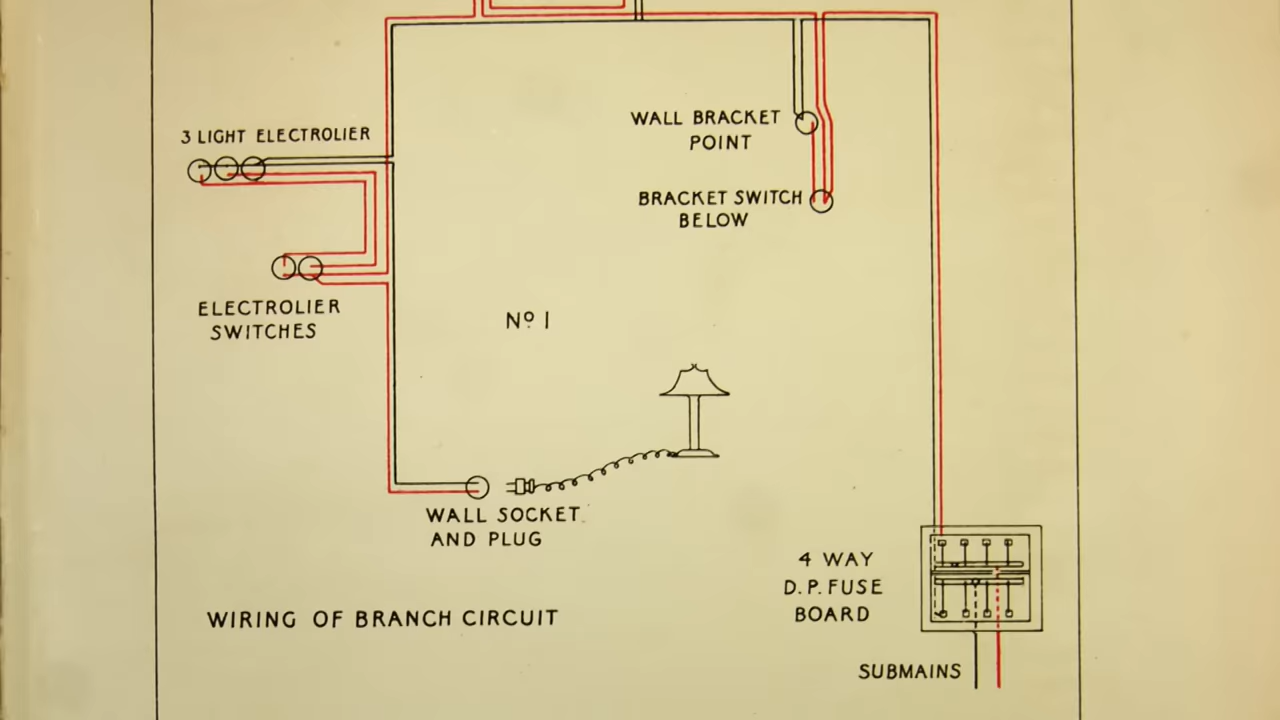 3 LIGHT ELECTROLIER
WALL BRACKET
POINT
BRACKET SWITCH
BELOW
ELECTROLIER
SWITCHES
Nº 1
WALL SOCKET
AND PLUG
4 WAY
D.P. FUSE
BOARD
WIRING OF BRANCH CIRCUIT
SUBMAINS